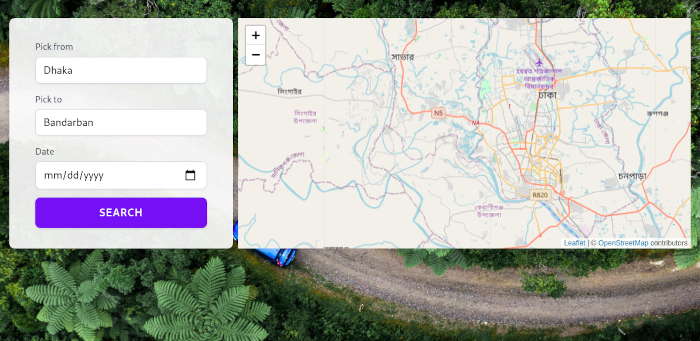 Pick from
Dhaka
Pick to
Bandarban
Date
mm/dd/yyyy
SEARCH
+
−
সাভার
হযরত শাহজালাল
আন্তর্জাতিক
বিমানবন্দর
ঢাকা
সিংগাইর
সিংগাইর
উপজেলা
N5
N4
রূপগঞ্জ
চনপাড়া
R820
কেরাণীগঞ্জ
উপজেলা
Leaflet | © OpenStreetMap contributors